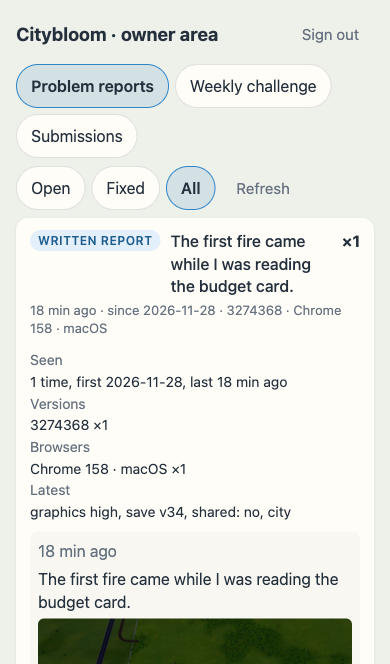 Citybloom · owner area
Sign out
Problem reports
Weekly challenge
Submissions
Open
Fixed
All
Refresh
WRITTEN REPORT
The first fire came
while I was reading
the budget card.
×1
18 min ago · since 2026-11-28 · 3274368 · Chrome
158 · macOS
Seen
1 time, first 2026-11-28, last 18 min ago
Versions
3274368 ×1
Browsers
Chrome 158 · macOS ×1
Latest
graphics high, save v34, shared: no, city
18 min ago
The first fire came while I was reading the
budget card.